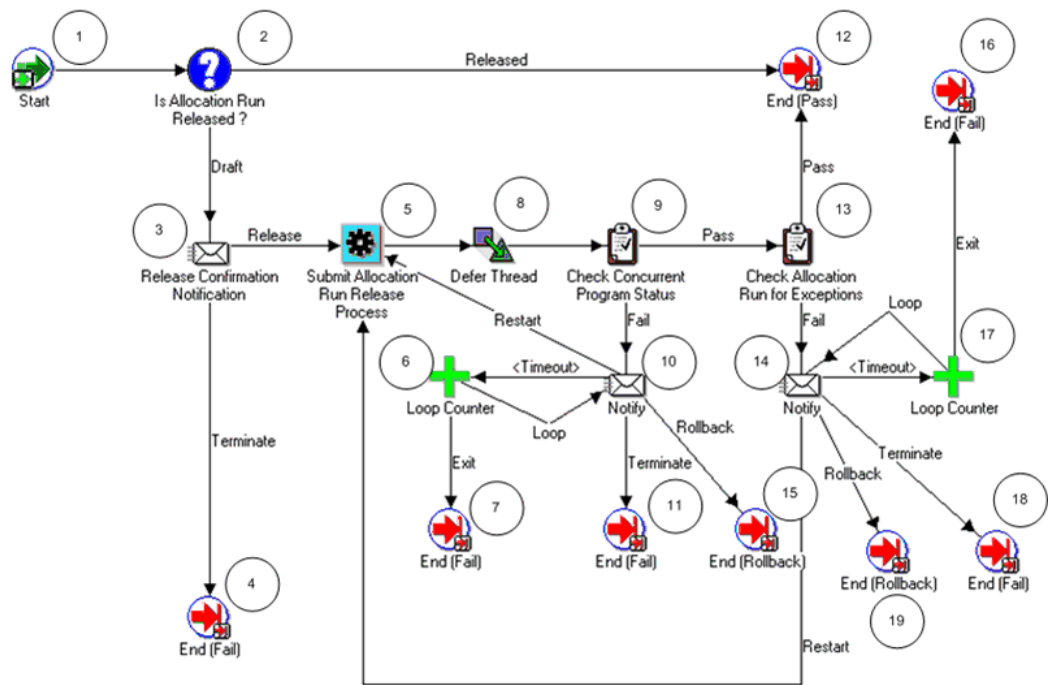 1
2
12
16
Start
Is Allocation Run
Released ?
Released
End (Pass)
End (Fail)
Draft
Pass
3
5
8
9
13
Exit
Release
Pass
Release Confirmation
Notification
Submit Allocation
Run Release
Process
Defer Thread
Check Concurrent
Program Status
Check Allocation
Run for Exceptions
Restart
Fail
Fail
Loop
17
6
<Timeout>
10
14
<Timeout>
Loop Counter
Loop
Notify
Notify
Loop Counter
Terminate
Exit
Terminate
Rollback
Rollback
Terminate
7
11
15
18
End (Fail)
End (Fail)
End (Rollback)
End (Rollback)
End (Fail)
4
19
End (Fail)
Restart